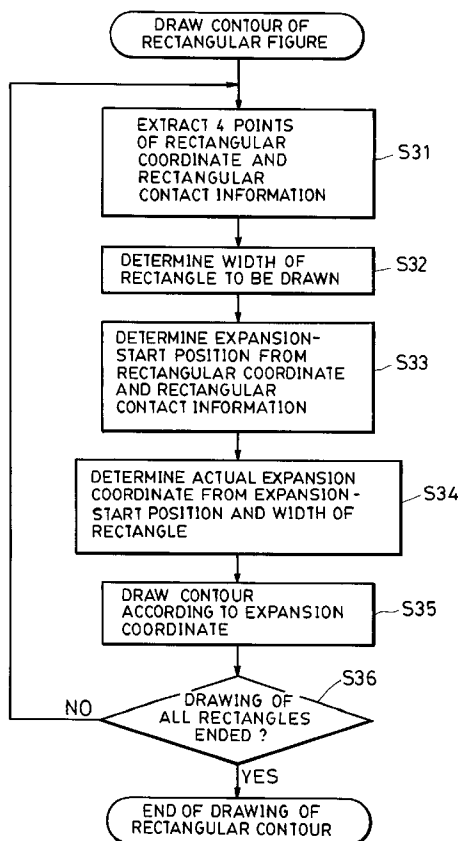 DRAW CONTOUR OF
RECTANGULAR FIGURE
EXTRACT 4 POINTS
OF RECTANGULAR
COORDINATE AND
RECTANGULAR
CONTACT INFORMATION
S31
DETERMINE WIDTH OF
RECTANGLE TO BE DRAWN
S32
DETERMINE EXPANSION-
START POSITION FROM
RECTANGULAR COORDINATE
AND RECTANGULAR
CONTACT INFORMATION
S33
DETERMINE ACTUAL EXPANSION
COORDINATE FROM EXPANSION-
START POSITION AND WIDTH OF
RECTANGLE
S34
DRAW CONTOUR
ACCORDING TO EXPANSION
COORDINATE
S35
S36
DRAWING OF
ALL RECTANGLES
ENDED ?
NO
YES
END OF DRAWING OF
RECTANGULAR CONTOUR